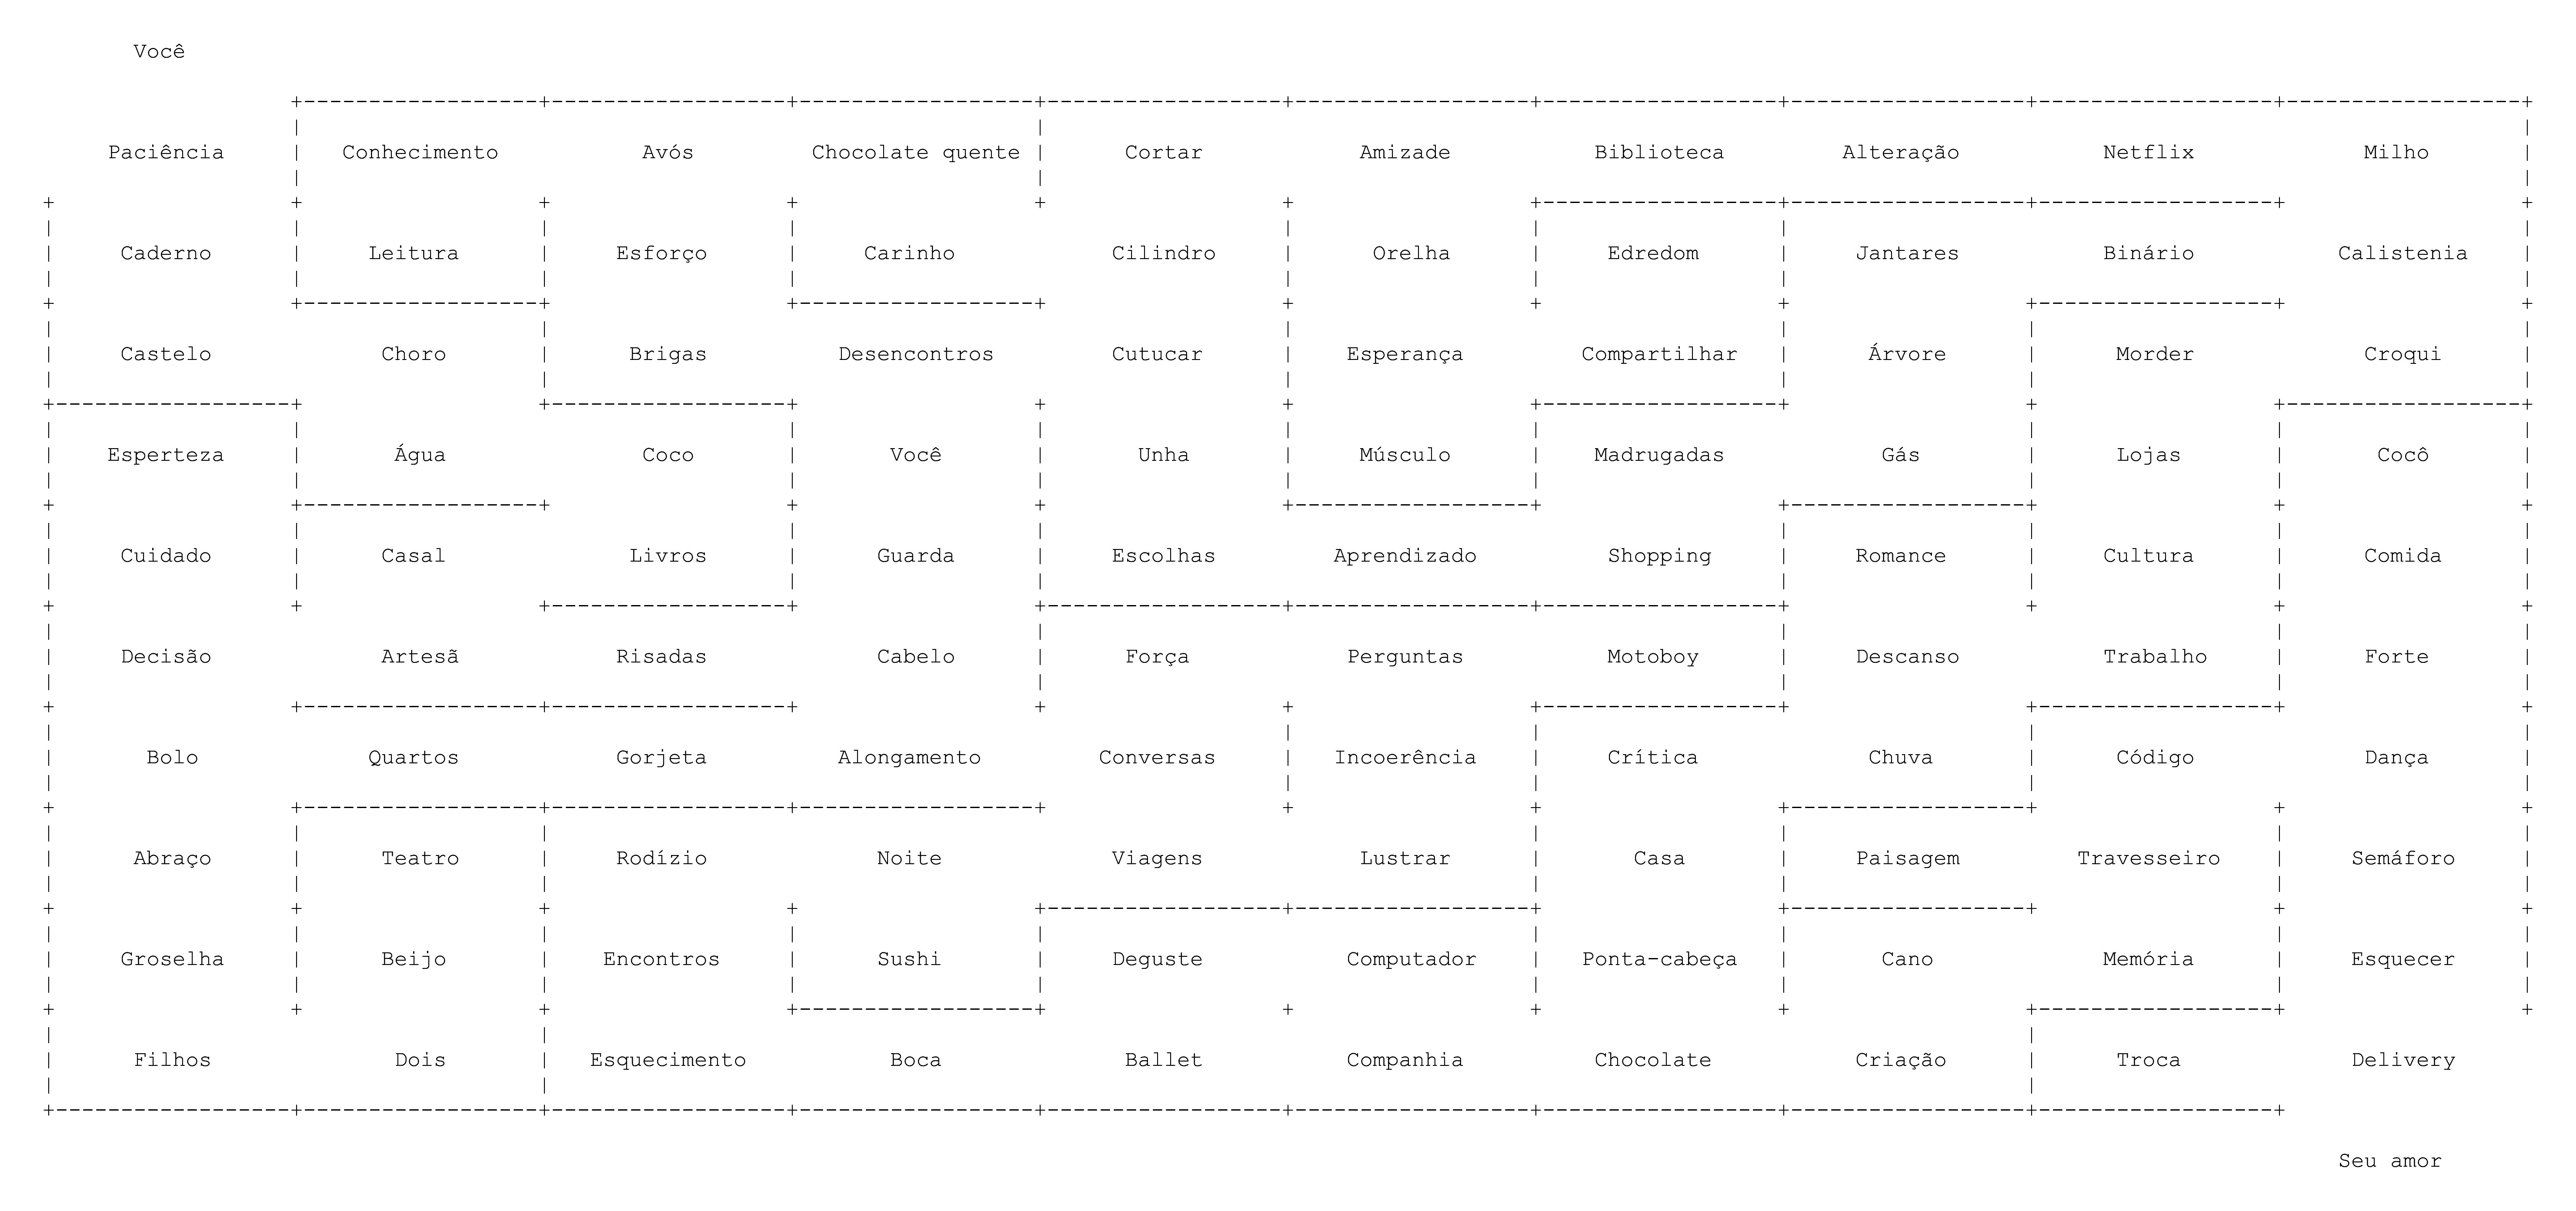 Você
Paciência Conhecimento Avós Chocolate quente Cortar Amizade Biblioteca Alteração Netflix Milho
Caderno Leitura Esforço Carinho Cilindro Orelha Edredom Jantares Binário Calistenia
Castelo Choro Brigas Desencontros Cutucar Esperança Compartilhar Árvore Morder Croqui
Esperteza Água Coco Você Unha Músculo Madrugadas Gás Lojas Cocô
Cuidado Casal Livros Guarda Escolhas Aprendizado Shopping Romance Cultura Comida
Decisão Artesã Risadas Cabelo Força Perguntas Motoboy Descanso Trabalho Forte
Bolo Quartos Gorjeta Alongamento Conversas Incoerência Crítica Chuva Código Dança
Abraço Teatro Rodízio Noite Viagens Lustrar Casa Paisagem Travesseiro Semáforo
Groselha Beijo Encontros Sushi Deguste Computador Ponta-cabeça Cano Memória Esquecer
Filhos Dois Esquecimento Boca Ballet Companhia Chocolate Criação Troca Delivery
Seu amor